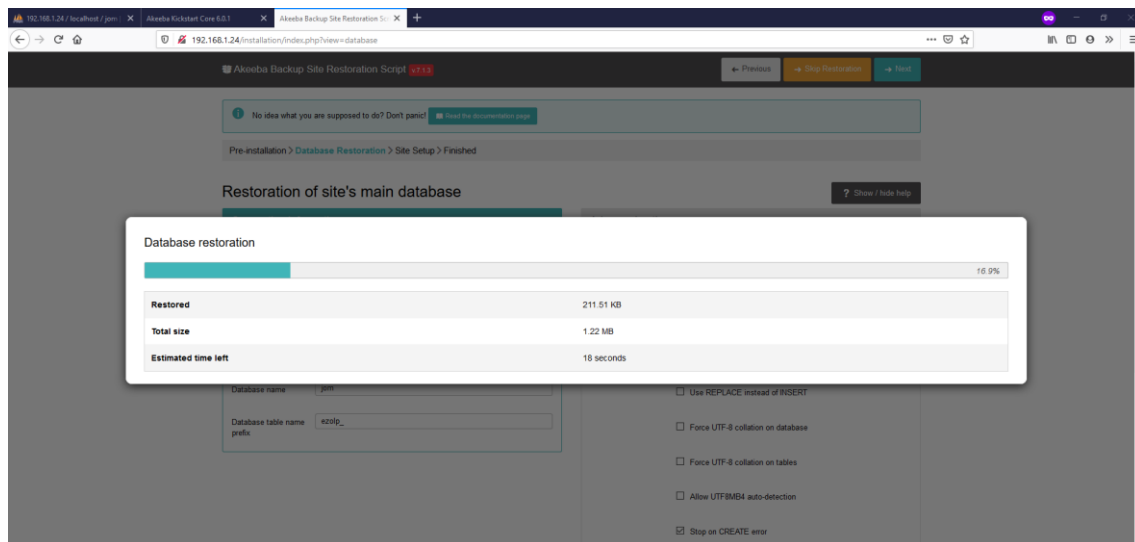 192.168.1.24 / localhost / jom |
Akeeba Kickstart Core 6.0.1
Akeeba Backup Site Restoration Sc
192.168.1.24/installation/index.php?view=database
Akeeba Backup Site Restoration Script v7.1.2
← Previous
→ Skip Restoration
→ Next
No idea what you are supposed to do? Don't panic! Read the documentation page
Pre-installation > Database Restoration > Site Setup > Finished
Restoration of site's main database
? Show / hide help
Database restoration
16.9%
Restored 211.51 KB
Total size 1.22 MB
Estimated time left 18 seconds
Database name jom
Use REPLACE instead of INSERT
Database table name prefix ezolp_
Force UTF-8 collation on database
Force UTF-8 collation on tables
Allow UTF8MB4 auto-detection
Stop on CREATE error